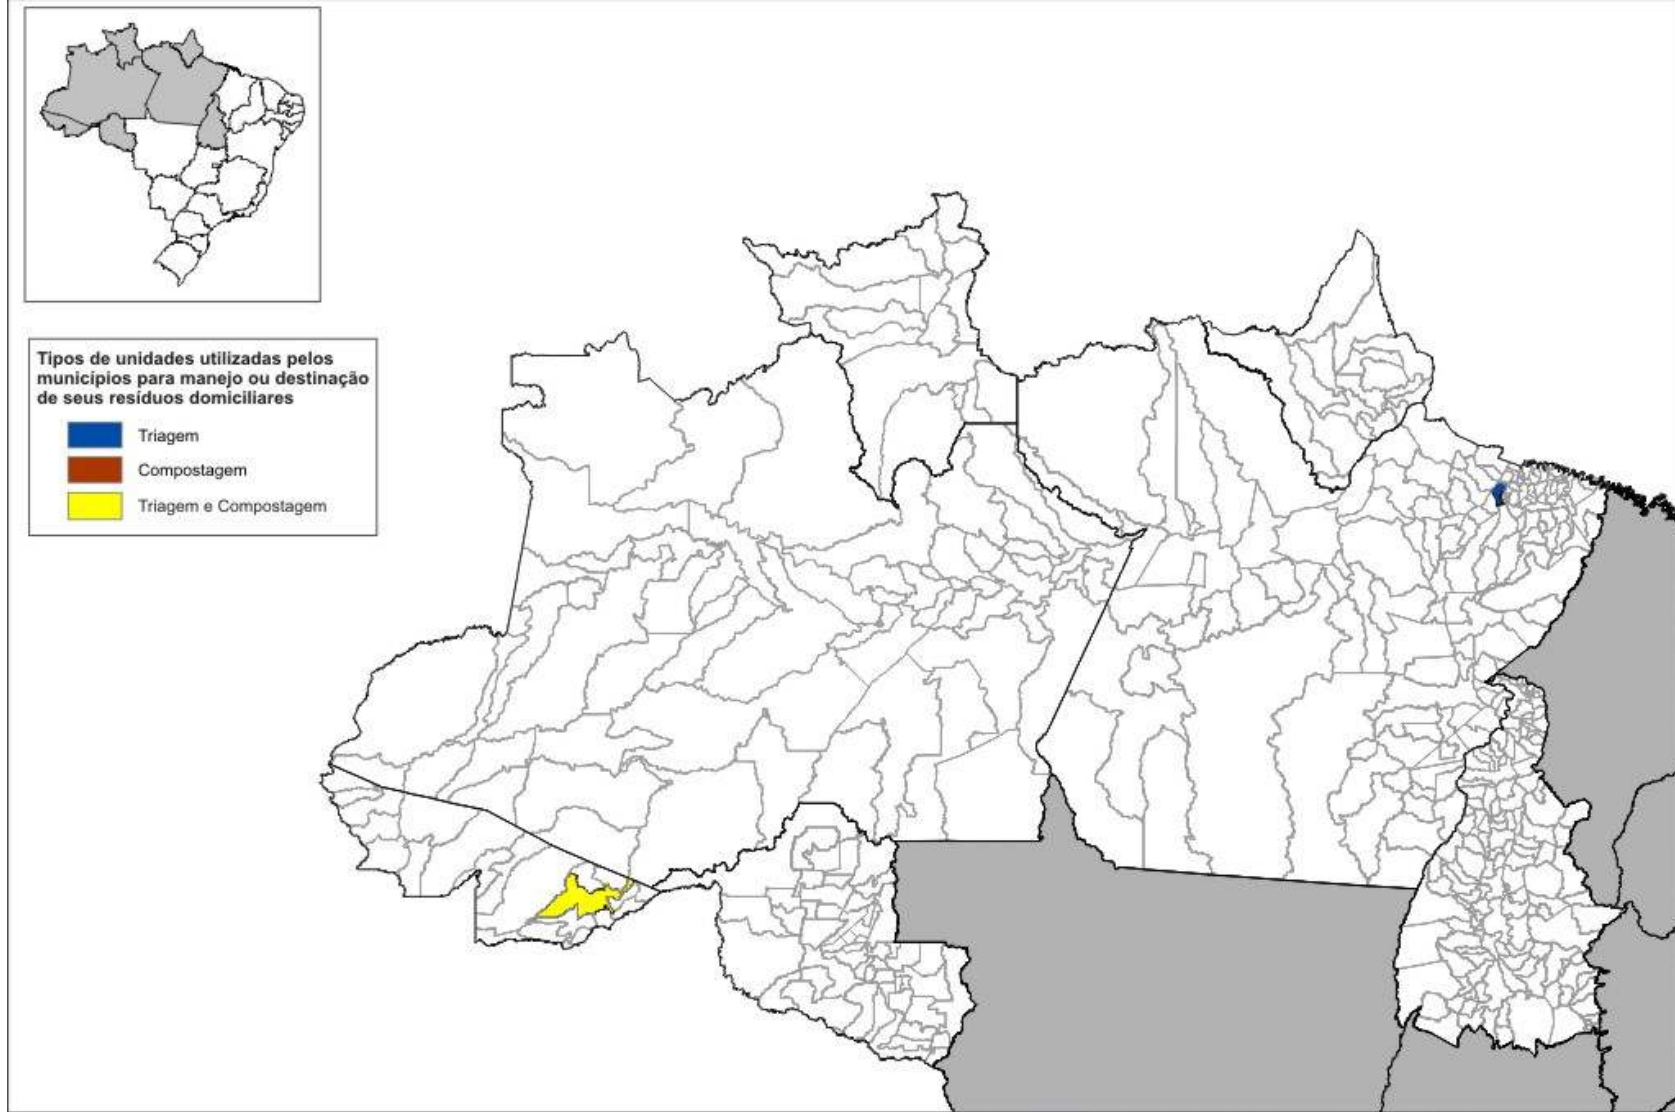 Tipos de unidades utilizadas pelos
municípios para manejo ou destinação
de seus resíduos domiciliares
Triagem
Compostagem
Triagem e Compostagem